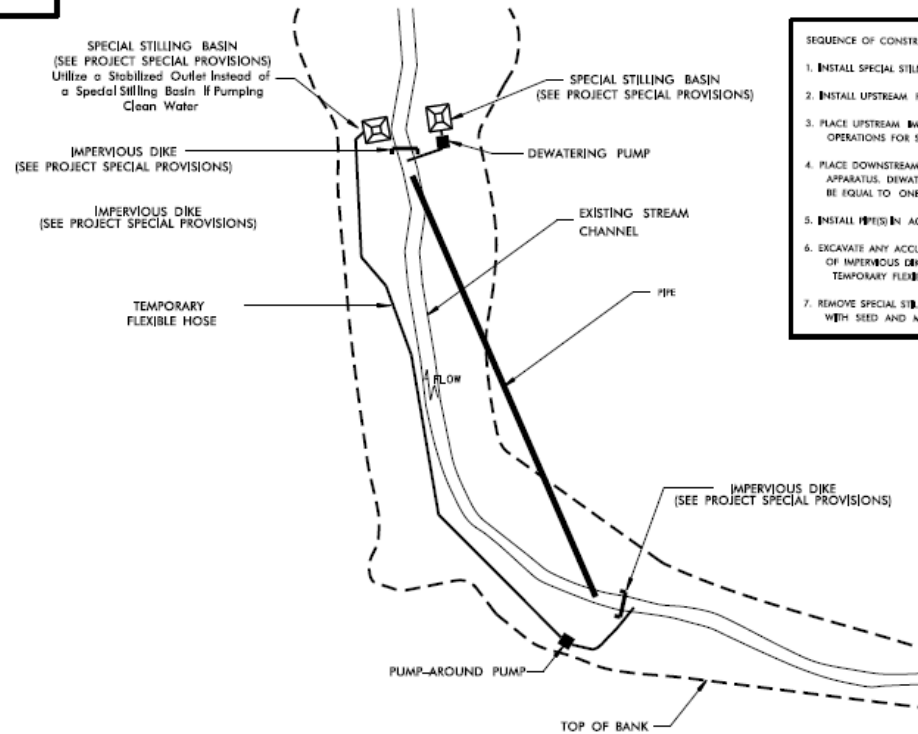 SPECIAL STILLING BASIN
(SEE PROJECT SPECIAL PROVISIONS)
Utilize a Stabilized Outlet Instead of
a Special Stilling Basin If Pumping
Clean Water
SPECIAL STILLING BASIN
(SEE PROJECT SPECIAL PROVISIONS)
IMPERVIOUS DIKE
(SEE PROJECT SPECIAL PROVISIONS)
DEWATERING PUMP
IMPERVIOUS DIKE
(SEE PROJECT SPECIAL PROVISIONS)
EXISTING STREAM
CHANNEL
TEMPORARY
FLEXIBLE HOSE
PIPE
FLOW
IMPERVIOUS DIKE
(SEE PROJECT SPECIAL PROVISIONS)
PUMP-AROUND PUMP
TOP OF BANK
SEQUENCE OF CONSTR
1. INSTALL SPECIAL STIL
2. INSTALL UPSTREAM
3. PLACE UPSTREAM IM
OPERATIONS FOR S
4. PLACE DOWNSTREAM
APPARATUS. DEWAT
BE EQUAL TO ONE
5. INSTALL PIPE(S) IN AC
6. EXCAVATE ANY ACCU
OF IMPERVIOUS DIK
TEMPORARY FLEXI
7. REMOVE SPECIAL STIL
WITH SEED AND M